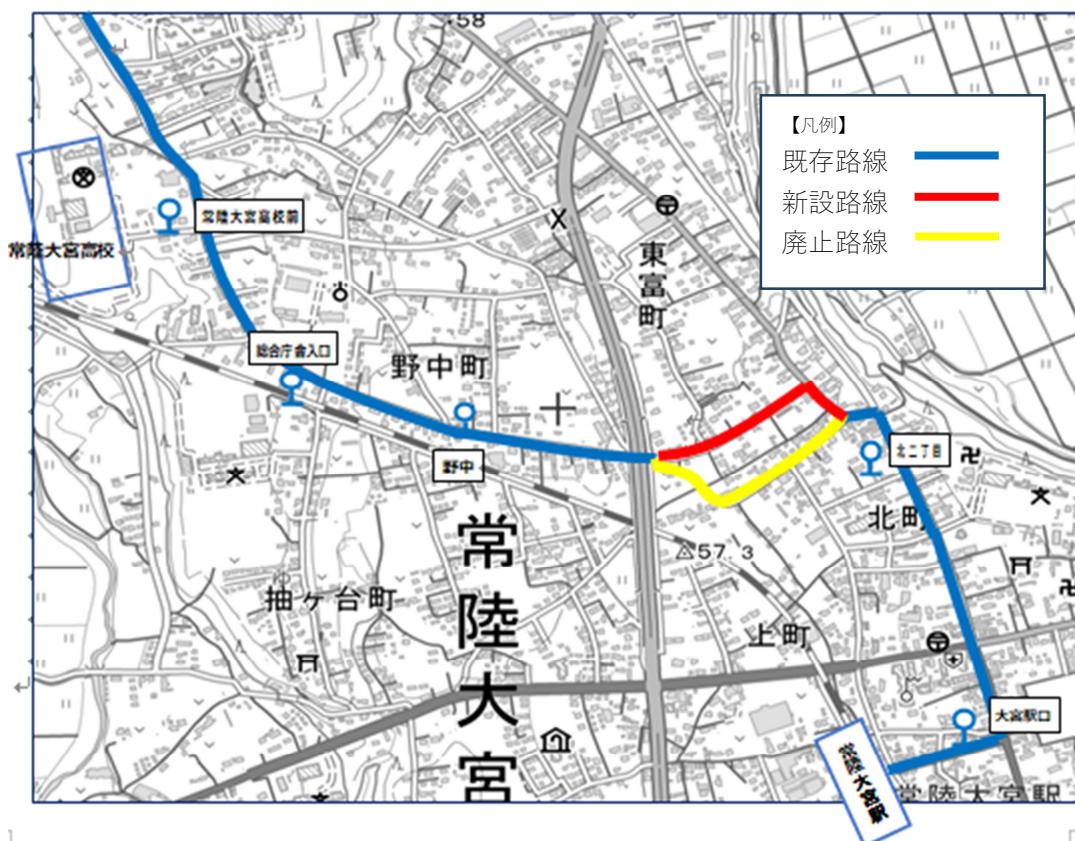 .58
【凡例】
既存路線
新設路線
廃止路線
常陸大宮高校前
常陸大宮高校
東富町
総合庁舎入口
野中町
野中
北二丁目
北町
常陸大宮
57.3
抽ヶ台町
上町
大宮駅口
常陸大宮駅
常陸大宮駅